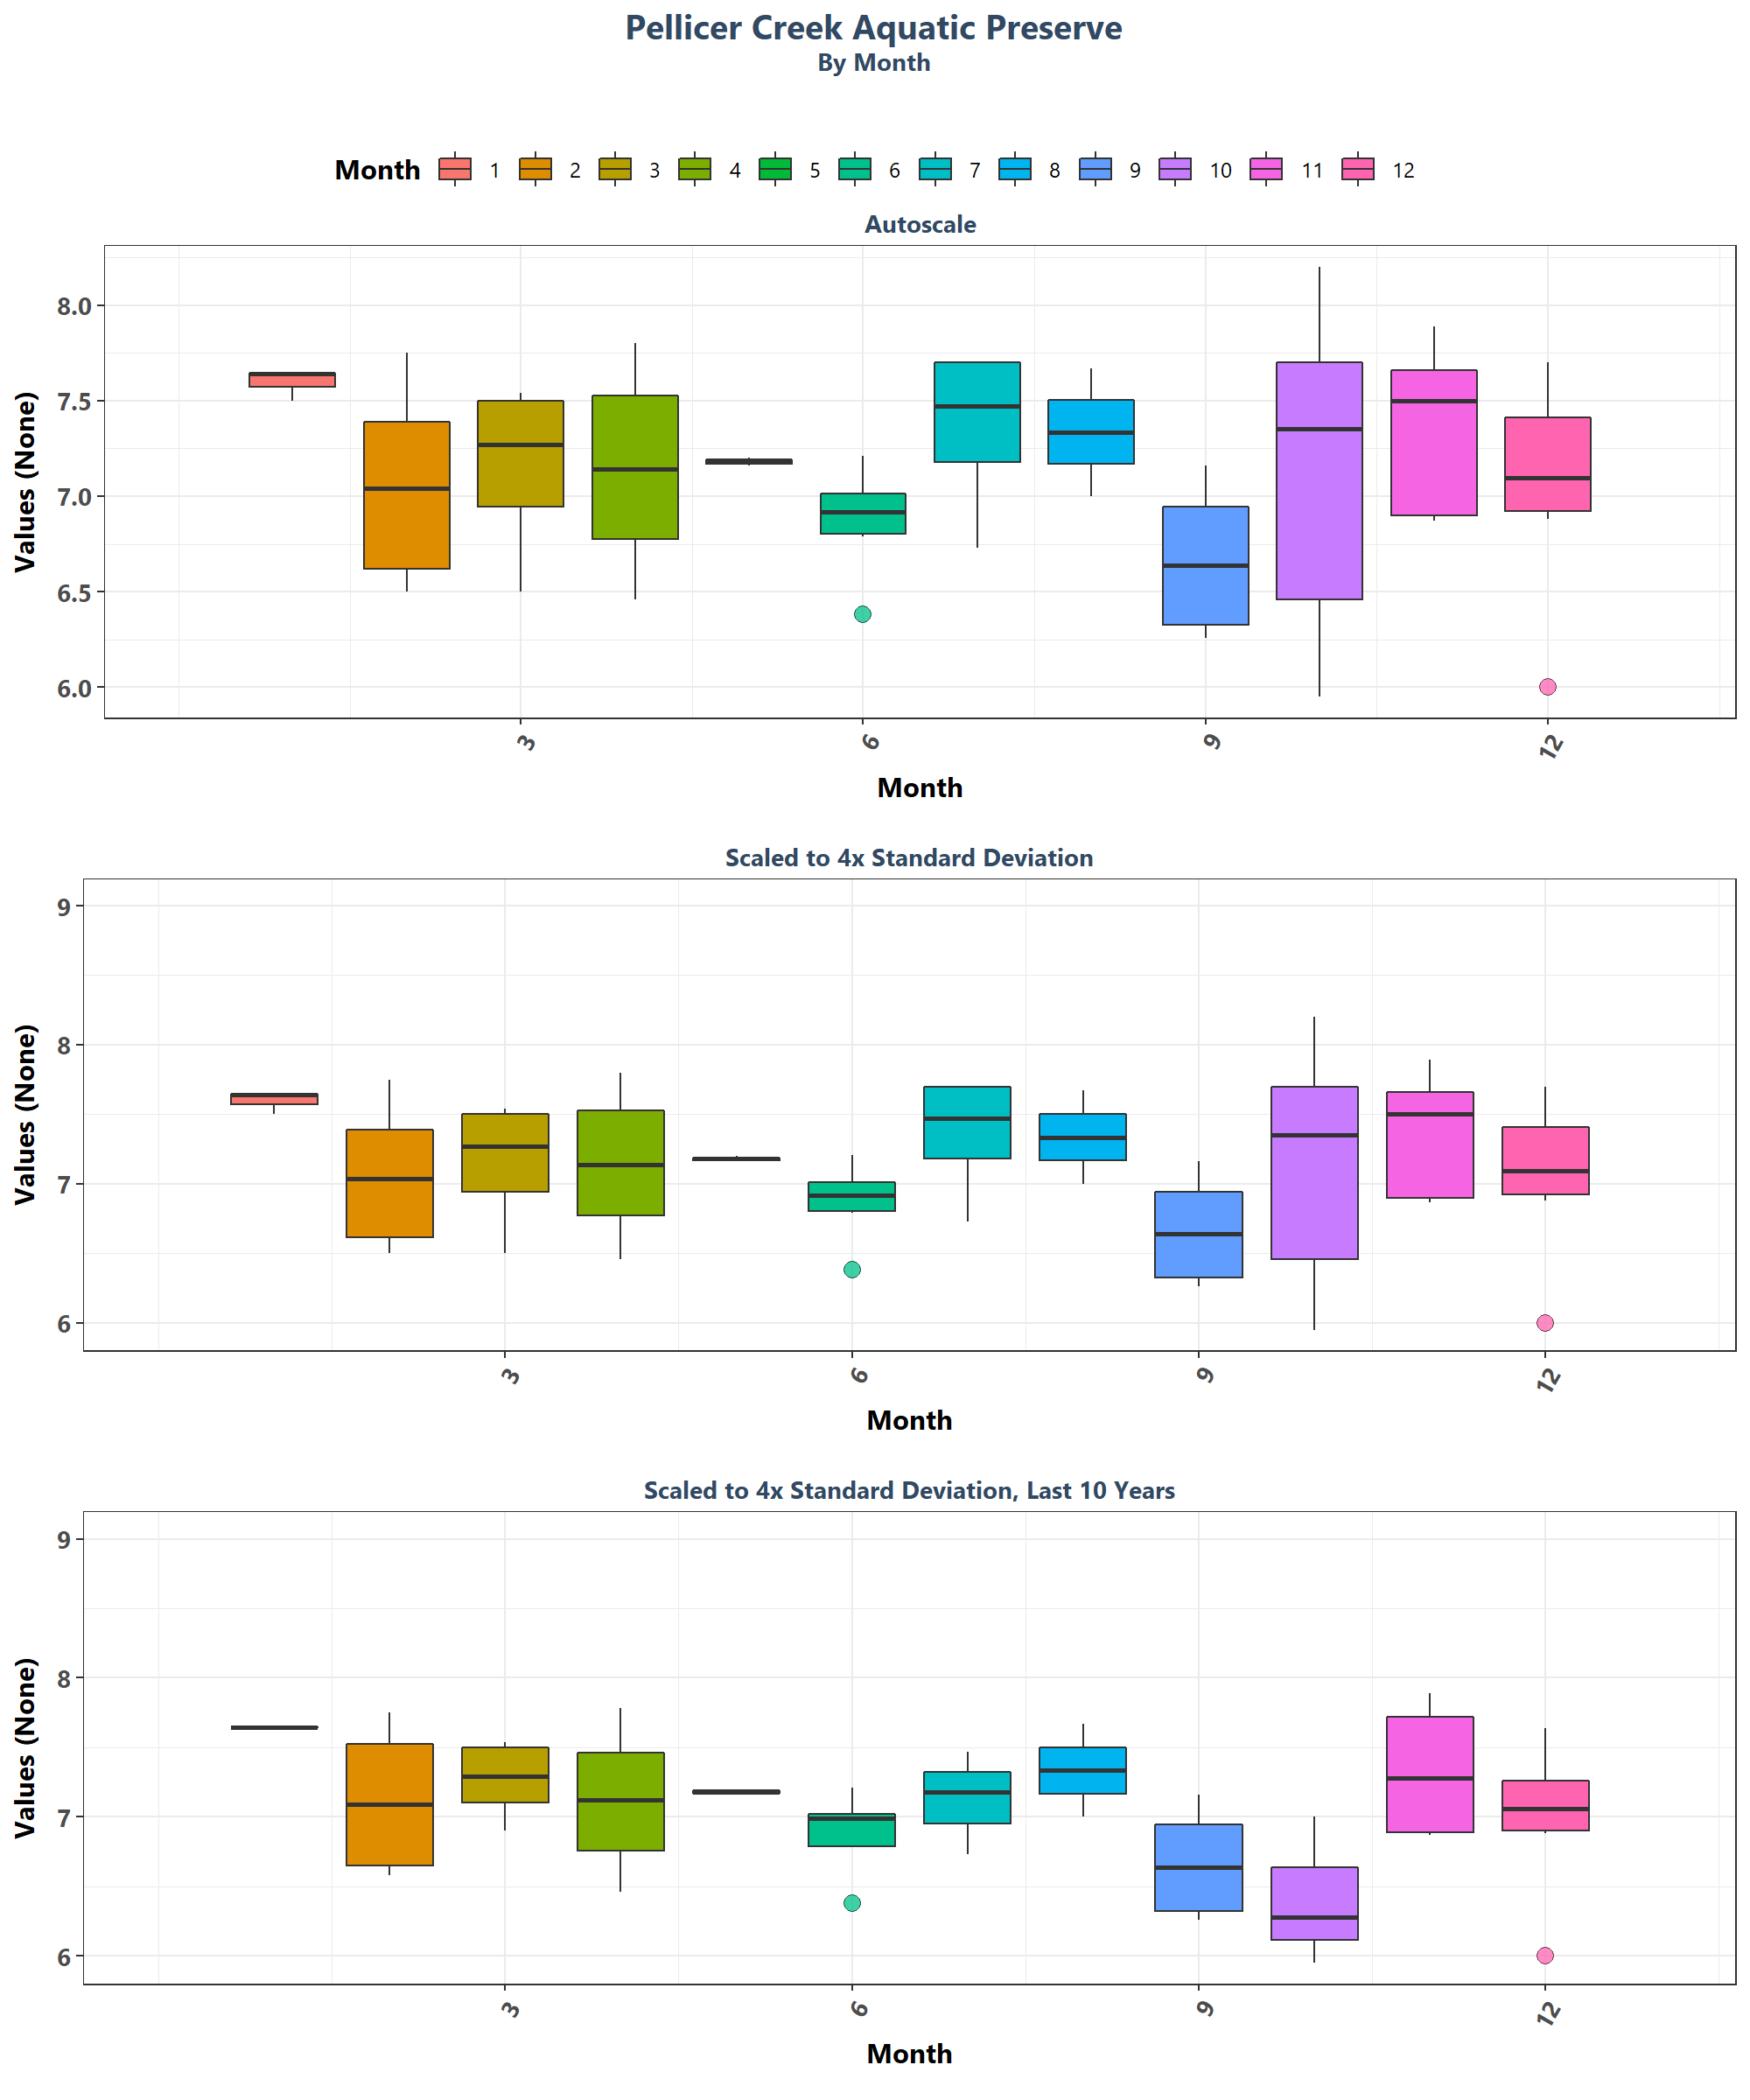 Pellicer Creek Aquatic Preserve
By Month
Month 1 2 3 4 5 6 7 8 9 10 11 12
Autoscale
Values (None)
8.0
7.5
7.0
6.5
6.0
3 6 9 12
Month
Scaled to 4x Standard Deviation
Values (None)
9
8
7
6
3 6 9 12
Month
Scaled to 4x Standard Deviation, Last 10 Years
Values (None)
9
8
7
6
3 6 9 12
Month